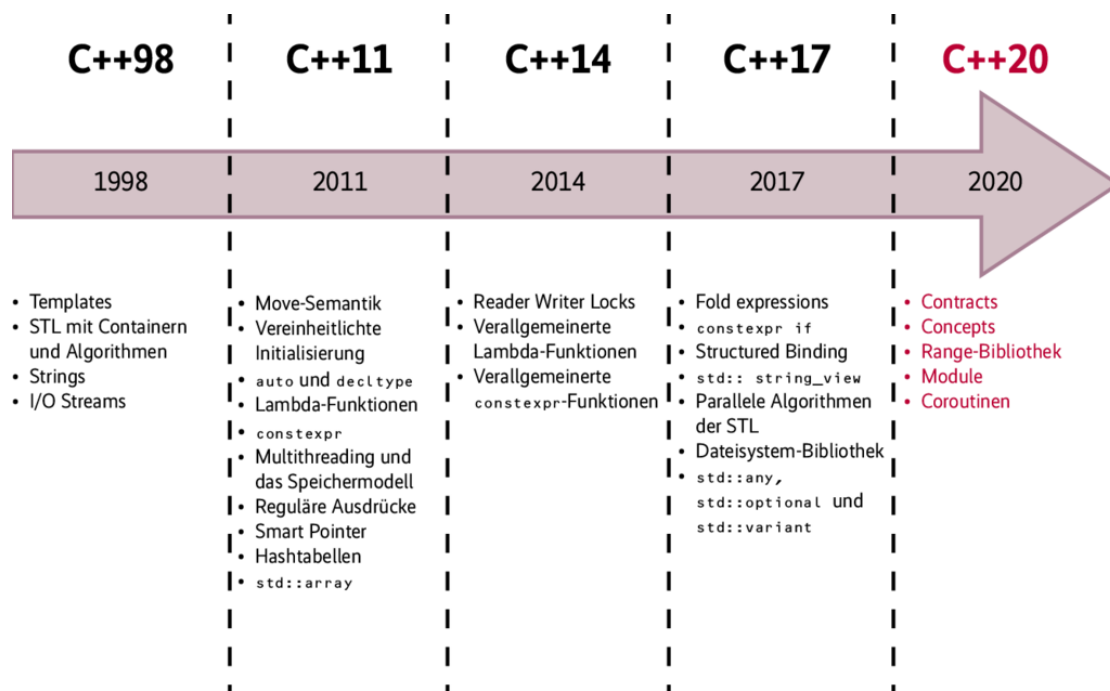 C++98
C++11
C++14
C++17
C++20
1998
2011
2014
2017
2020
• Templates
• STL mit Containern
und Algorithmen
• Strings
• I/O Streams
• Move-Semantik
• Vereinheitlichte
Initialisierung
• auto und decltype
• Lambda-Funktionen
• constexpr
• Multithreading und
das Speichermodell
• Reguläre Ausdrücke
• Smart Pointer
• Hashtabellen
• std::array
• Reader Writer Locks
• Verallgemeinerte
Lambda-Funktionen
• Verallgemeinerte
constexpr-Funktionen
• Fold expressions
• constexpr if
• Structured Binding
• std:: string_view
• Parallele Algorithmen
der STL
• Dateisystem-Bibliothek
• std::any,
std::optional und
std::variant
• Contracts
• Concepts
• Range-Bibliothek
• Module
• Coroutinen